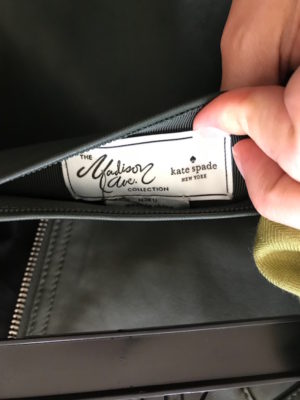 THE
Madison
Ave.
COLLECTION
kate spade
NEW YORK